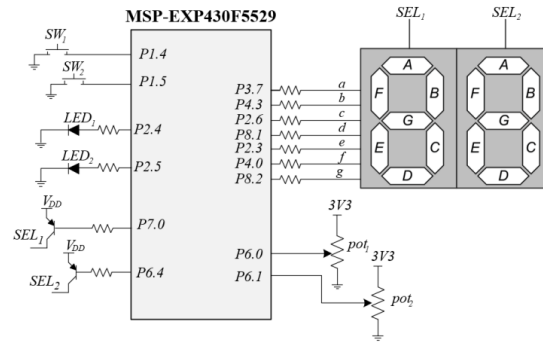 MSP-EXP430F5529
SW1
P1.4
SW2
P1.5
LED1
P2.4
LED2
P2.5
VDD
P7.0
SEL1
VDD
P6.4
SEL2
P3.7 a
P4.3 b
P2.6 c
P8.1 d
P2.3 e
P4.0 f
P8.2 g
P6.0
P6.1
3V3
pot1
3V3
pot2
SEL1 SEL2
A A
F B F B
G G
E C E C
D D